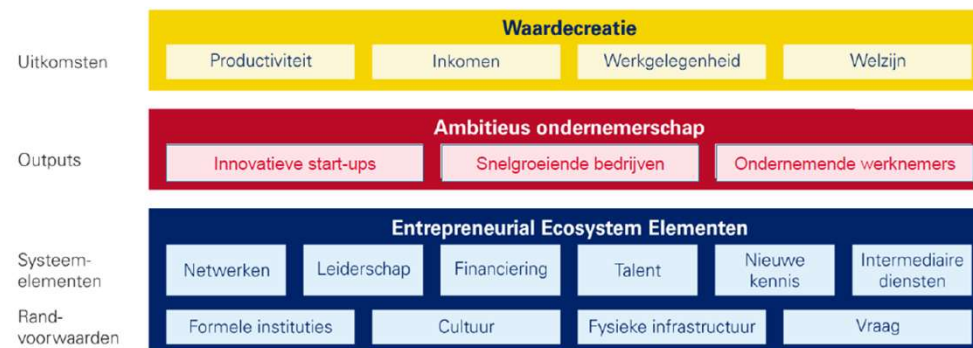 Waardecreatie
Uitkomsten
Productiviteit
Inkomen
Werkgelegenheid
Welzijn
Ambitieus ondernemerschap
Outputs
Innovatieve start-ups
Snelgroeiende bedrijven
Ondernemende werknemers
Entrepreneurial Ecosystem Elementen
Systeem-
elementen
Netwerken
Leiderschap
Financiering
Talent
Nieuwe
kennis
Intermediaire
diensten
Rand-
voorwaarden
Formele instituties
Cultuur
Fysieke infrastructuur
Vraag